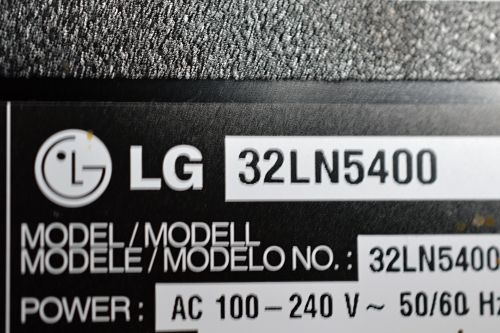 LG 32LN5400
MODEL / MODELL
MODELE / MODELO NO. : 32LN5400
POWER : AC 100 – 240 V ~ 50/60 Hz